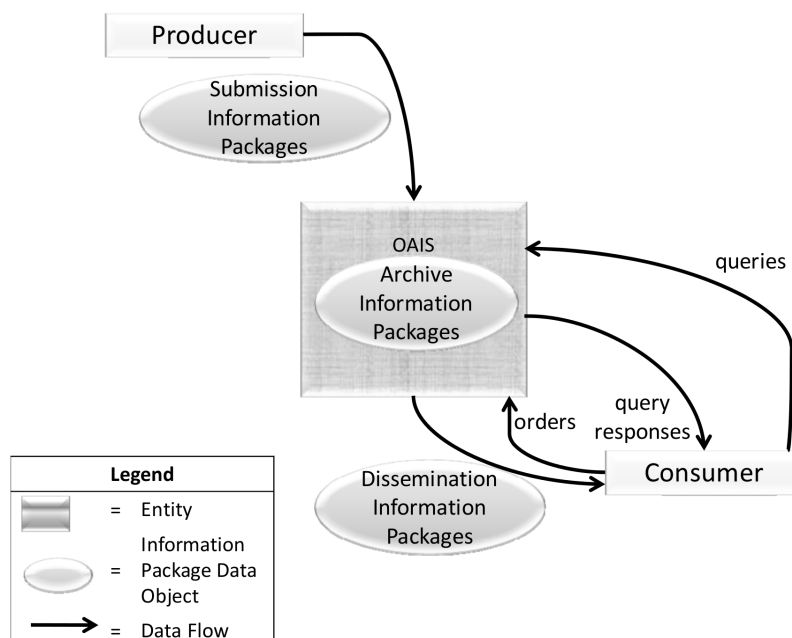 Producer
Submission
Information
Packages
OAIS
Archive
Information
Packages
queries
query
responses
orders
Consumer
Dissemination
Information
Packages
Legend
= Entity
Information
= Package Data
Object
= Data Flow